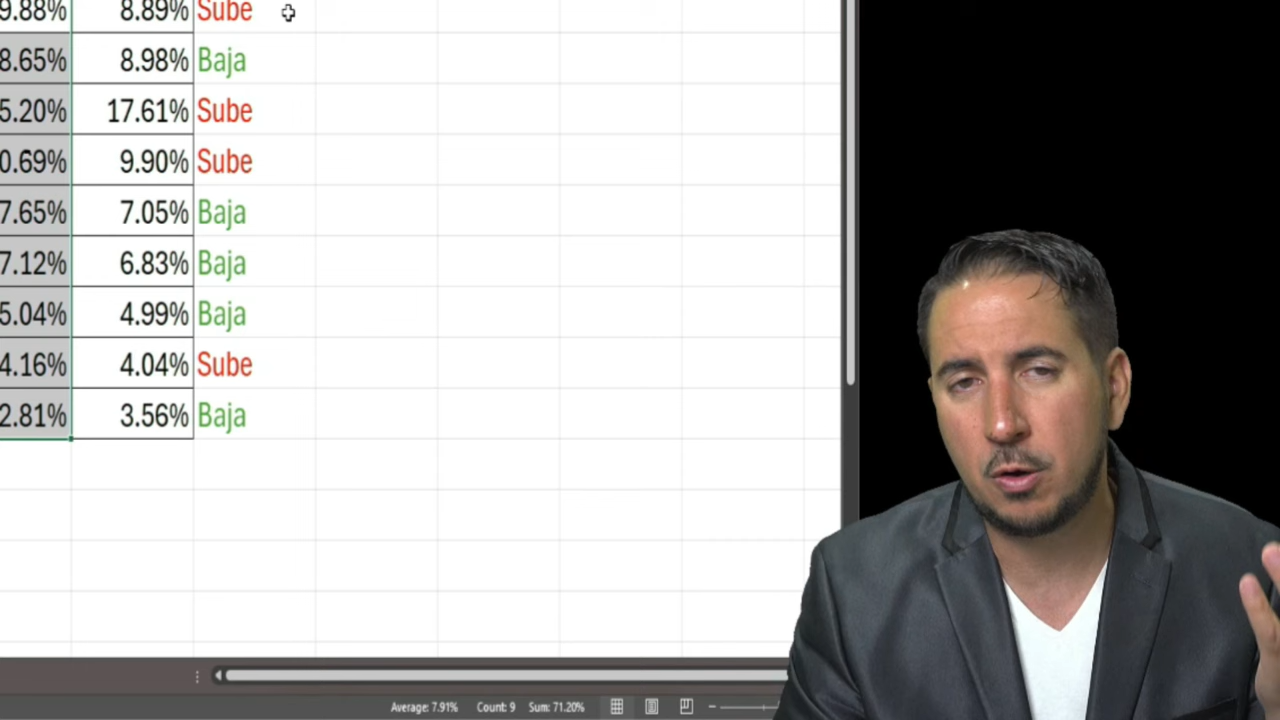 9.88% 8.89% Sube
8.65% 8.98% Baja
5.20% 17.61% Sube
0.69% 9.90% Sube
7.65% 7.05% Baja
7.12% 6.83% Baja
5.04% 4.99% Baja
4.16% 4.04% Sube
2.81% 3.56% Baja
Average: 7.91% Count: 9 Sum: 71.20%